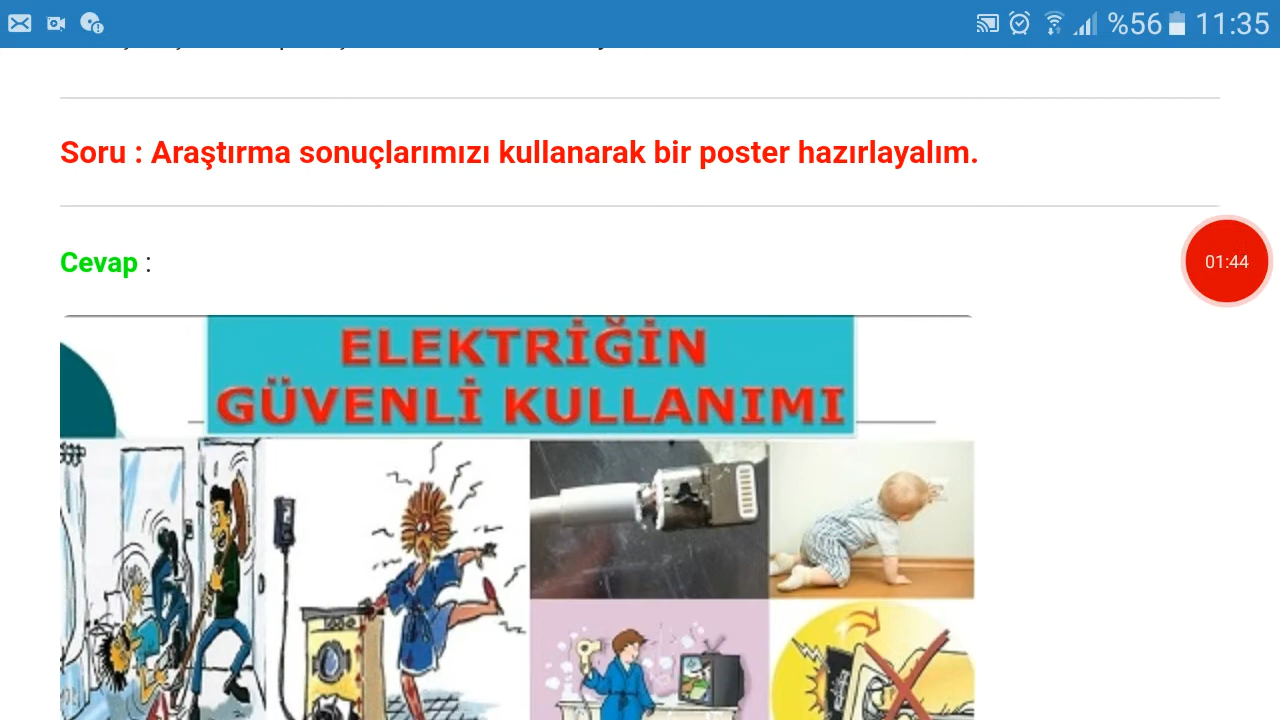 %56 11:35
Soru : Araştırma sonuçlarımızı kullanarak bir poster hazırlayalım.
Cevap :
01:44
ELEKTRİĞİN
GÜVENLİ KULLANIMI